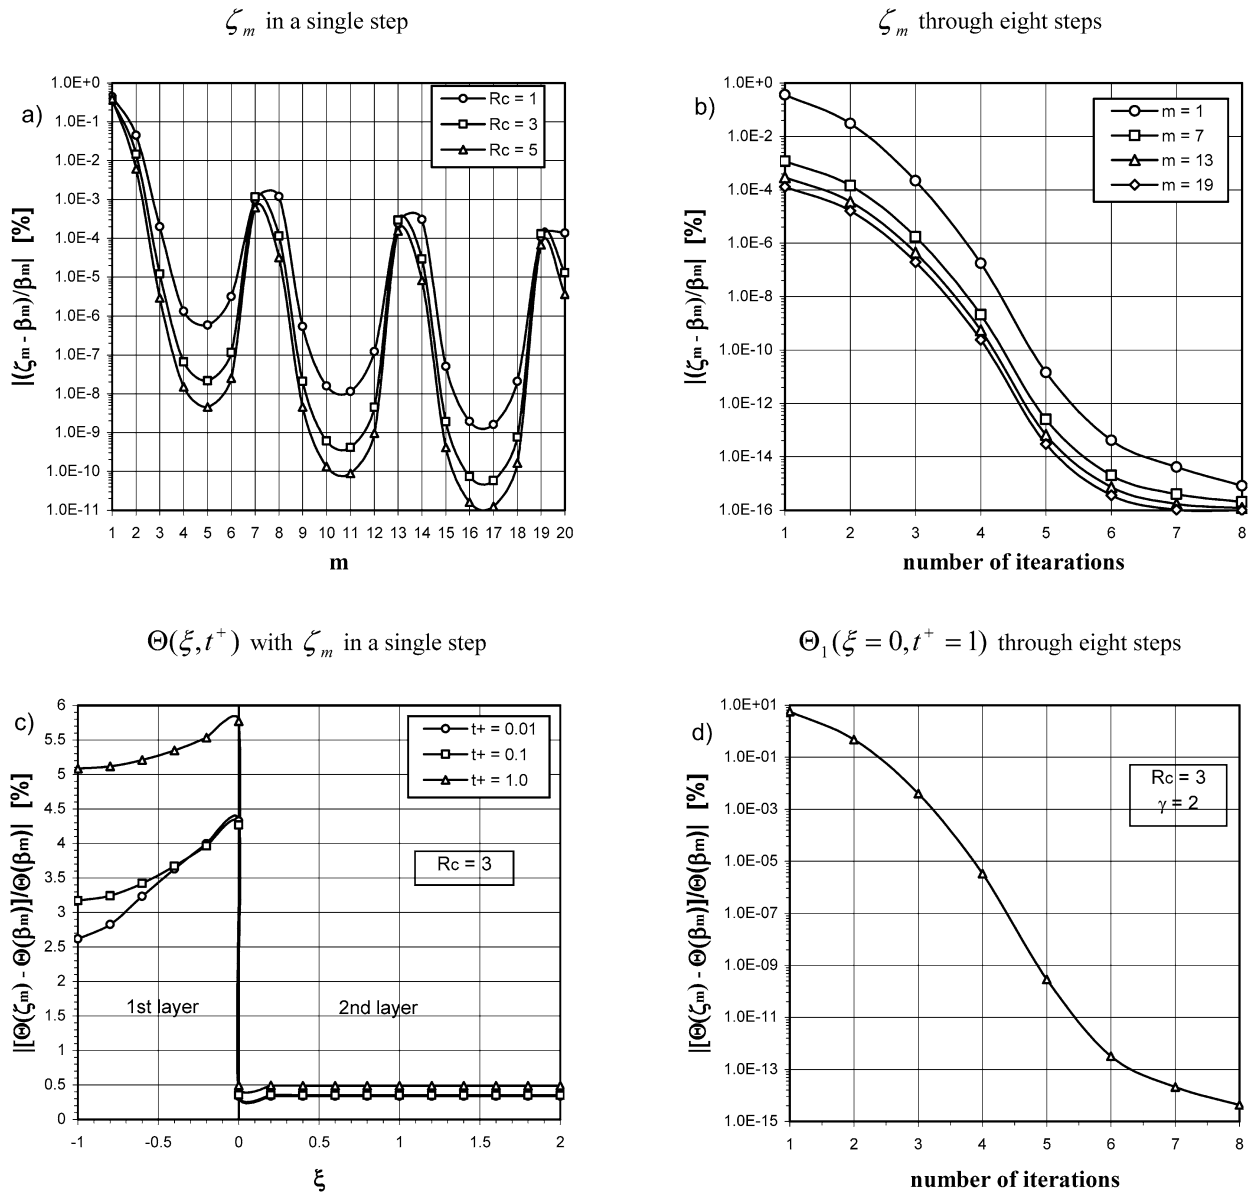 ζm in a single step
ζm through eight steps
a)
|(ζm - βm)/βm| [%]
1.0E+0
1.0E-1
1.0E-2
1.0E-3
1.0E-4
1.0E-5
1.0E-6
1.0E-7
1.0E-8
1.0E-9
1.0E-10
1.0E-11
Rc = 1
Rc = 3
Rc = 5
1 2 3 4 5 6 7 8 9 10 11 12 13 14 15 16 17 18 19 20
m
b)
|(ζm - βm)/βm| [%]
1.0E+0
1.0E-2
1.0E-4
1.0E-6
1.0E-8
1.0E-10
1.0E-12
1.0E-14
1.0E-16
m = 1
m = 7
m = 13
m = 19
1 2 3 4 5 6 7 8
number of itearations
Θ(ξ,t+) with ζm in a single step
Θ1(ξ = 0,t+ = 1) through eight steps
c)
|[Θ(ζm) - Θ(βm)]/Θ(βm)| [%]
6
5.5
5
4.5
4
3.5
3
2.5
2
1.5
1
0.5
0
t+ = 0.01
t+ = 0.1
t+ = 1.0
Rc = 3
1st layer
2nd layer
-1 -0.5 0 0.5 1 1.5 2
ξ
d)
|[Θ(ζm) - Θ(βm)]/Θ(βm)| [%]
1.0E+01
1.0E-01
1.0E-03
1.0E-05
1.0E-07
1.0E-09
1.0E-11
1.0E-13
1.0E-15
Rc = 3
γ = 2
1 2 3 4 5 6 7 8
number of iterations